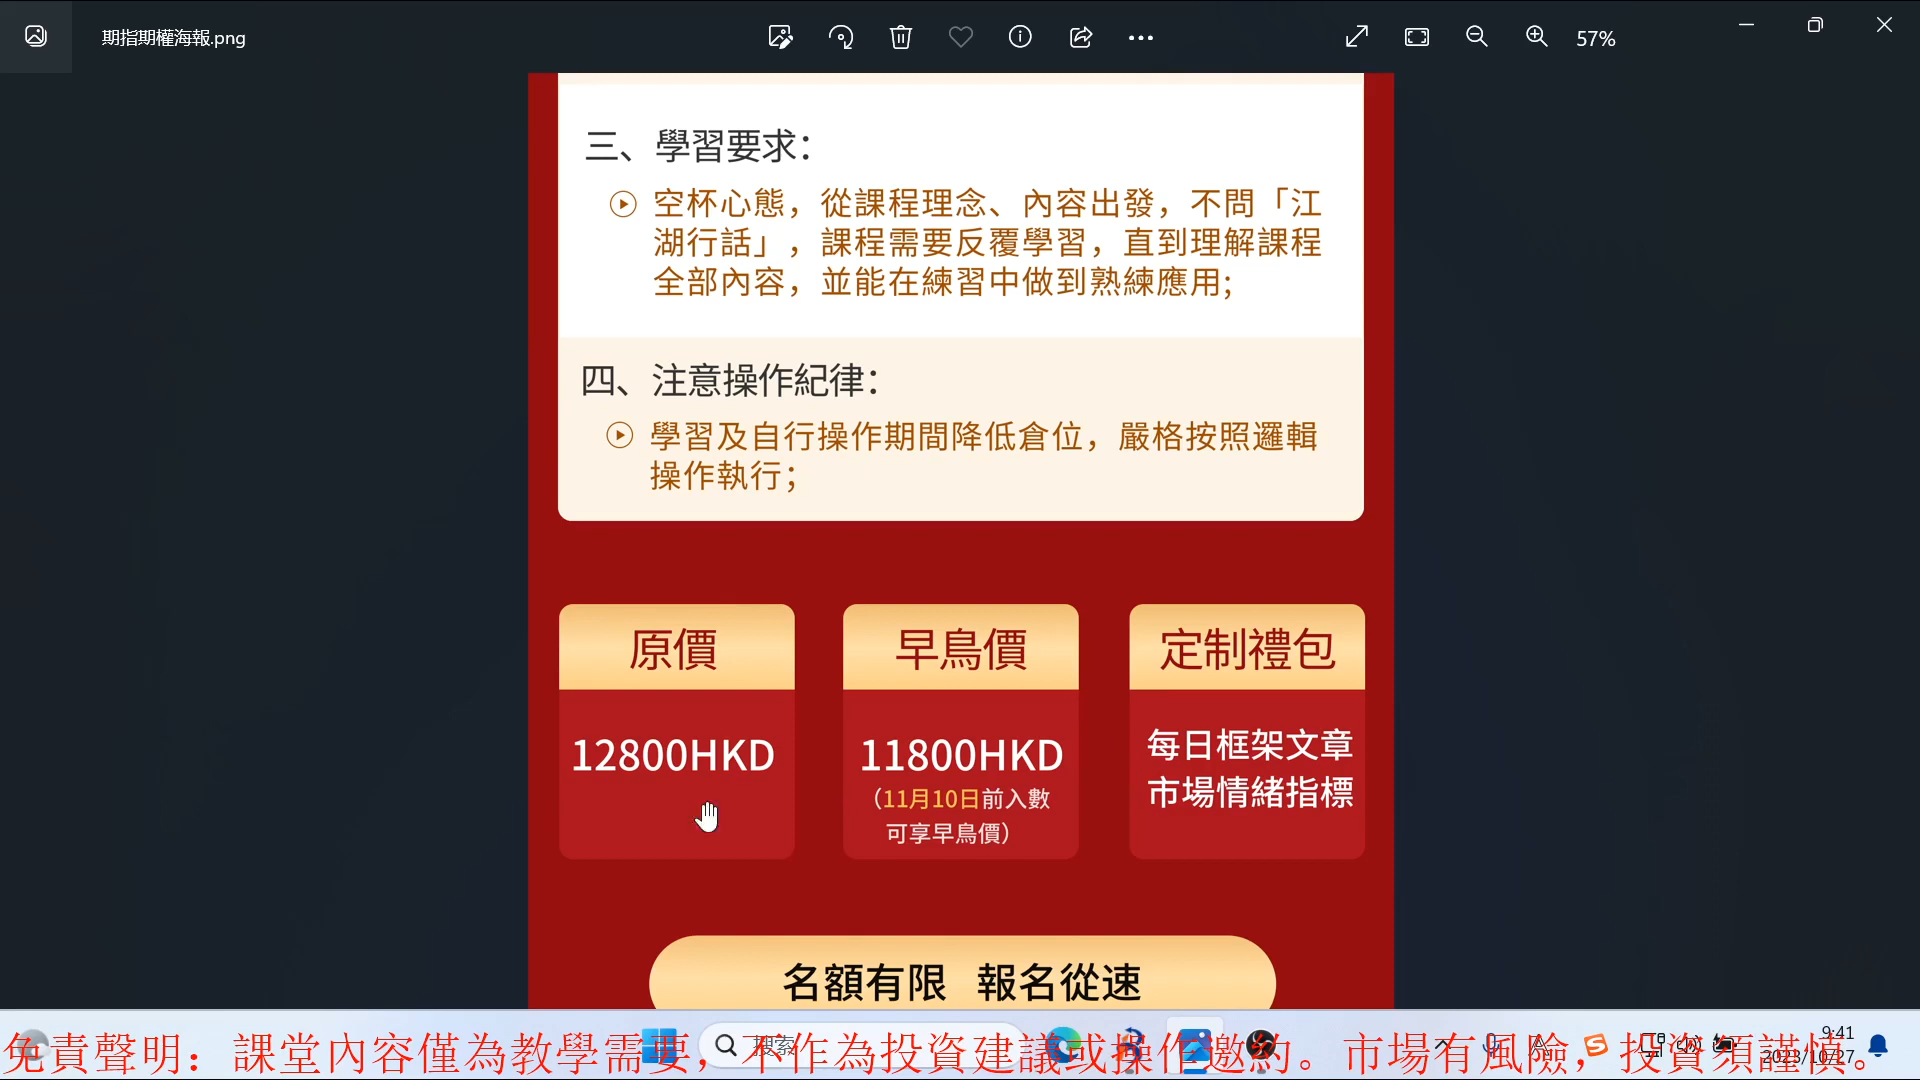 期指期權海報.png
57%
三、學習要求：
空杯心態，從課程理念、內容出發，不問「江
湖行話」，課程需要反覆學習，直到理解課程
全部內容，並能在練習中做到熟練應用;
四、注意操作紀律：
學習及自行操作期間降低倉位，嚴格按照邏輯
操作執行；
原價
12800HKD
早鳥價
11800HKD
（11月10日前入數
可享早鳥價）
定制禮包
每日框架文章
市場情緒指標
名額有限 報名從速
搜索
9:41
2023/10/27
免責聲明：課堂內容僅為教學需要，不作為投資建議或操作邀約。市場有風險，投資須謹慎。